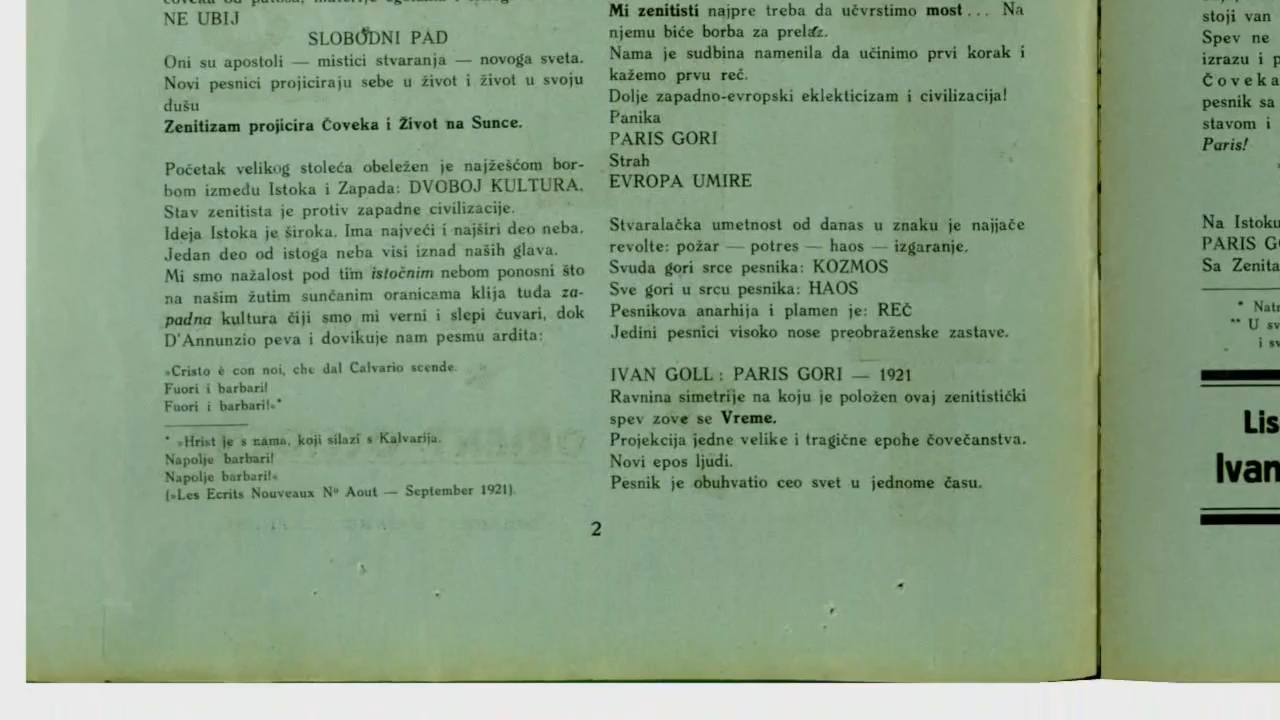 NE UBIJ
SLOBODNI PAD
Oni su apostoli — mistici stvaranja — novoga sveta.
Novi pesnici projiciraju sebe u život i život u svoju
dušu
Zenitizam projicira Čoveka i Život na Sunce.
Početak velikog stoleća obeležen je najžešćom bor-
bom izmeđʉ Istoka i Zapada: DVOBOJ KULTURA.
Stav zenitista je protiv zapadne civilizacije.
Ideja Istoka je široka. Ima najveći i najširi deo neba.
Jedan deo od istoga neba visi iznad naših glava.
Mi smo nažalost pod tim istočnim nebom ponosni što
na našim žutim sunčanim oranicama klija tuđa za-
padna kultura čiji smo mi verni i slepi čuvari, dok
D'Annunzio peva i dovikuje nam pesmu ardita:
»Cristo è con noi, che dal Calvario scende.
Fuori i barbari!
Fuori i barbari!«*
* »Hrist je s nama, koji silazi s Kalvarija.
Napolje barbari!
Napolje barbari!«
(»Les Ecrits Nouveaux Nº Aout — September 1921).
Mi zenitisti najpre treba da učvrstimo most... Na
njemu biće borba za prelaz.
Nama je sudbina namenila da učinimo prvi korak i
kažemo prvu reč.
Dolje zapadno-evropski eklekticizam i civilizacija!
Panika
PARIS GORI
Strah
EVROPA UMIRE
Stvaralačka umetnost od danas u znaku je najjače
revolte: požar — potres — haos — izgaranje.
Svuda gori srce pesnika: KOZMOS
Sve gori u srcu pesnika: HAOS
Pesnikova anarhija i plamen je: REČ
Jedini pesnici visoko nose preobraženske zastave.
IVAN GOLL: PARIS GORI — 1921
Ravnina simetrije na koju je položen ovaj zenitistički
spev zove se Vreme.
Projekcija jedne velike i tragične epohe čovečanstva.
Novi epos ljudi.
Pesnik je obuhvatio ceo svet u jednome času.
2
stoji van
Spev ne
izrazu i
Čoveka
pesnik sa
stavom i
Paris!
Na Istoku
PARIS
Sa Zenita
*
** U
i
Lis
Ivan